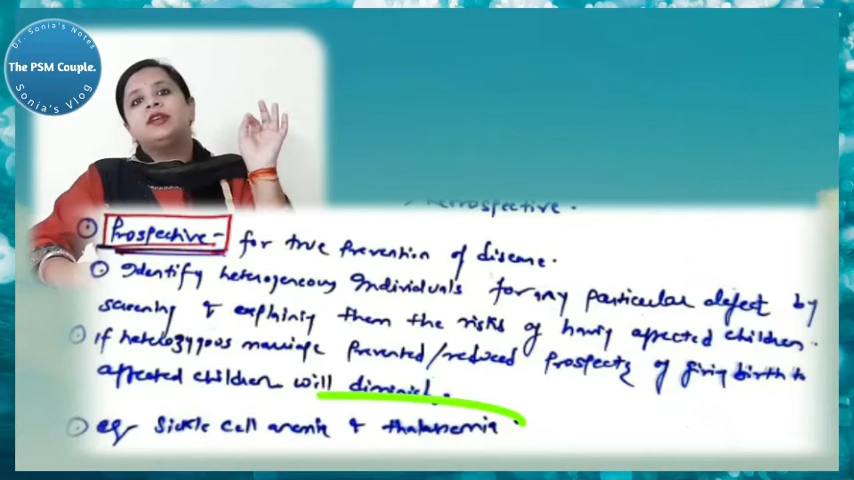 Dr. Sonia's Notes
The PSM Couple.
Sonia's Vlog
Retrospective.
Prospective - for true prevention of disease.
Identify heterogeneous Individuals for any particular defect by
screening & explaining them the risks of having affected children.
If heterozygous marriage prevented/reduced prospects of giving birth to
affected children will diminish.
eg Sickle cell anemia & thalassemia.